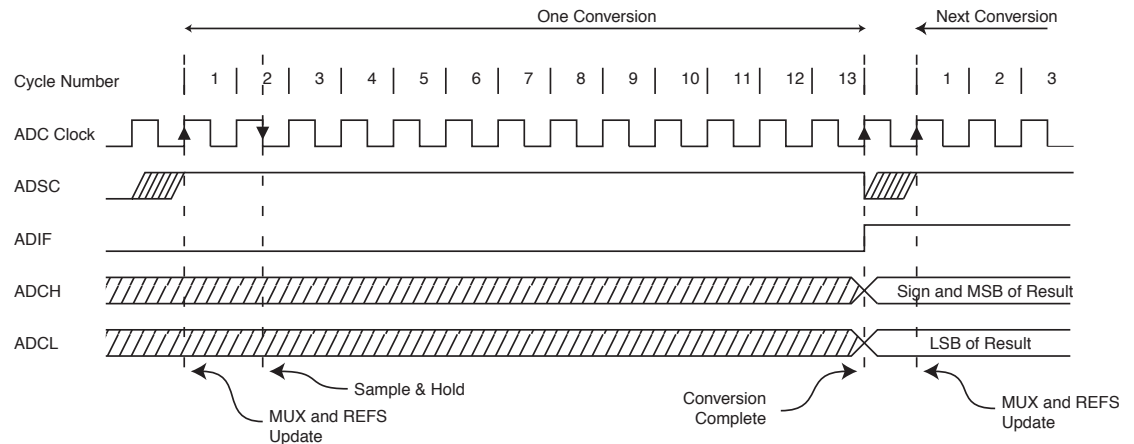 One Conversion
Next Conversion
Cycle Number
1 2 3 4 5 6 7 8 9 10 11 12 13 1 2 3
ADC Clock
ADSC
ADIF
ADCH
Sign and MSB of Result
ADCL
LSB of Result
Sample & Hold
MUX and REFS
Update
Conversion
Complete
MUX and REFS
Update